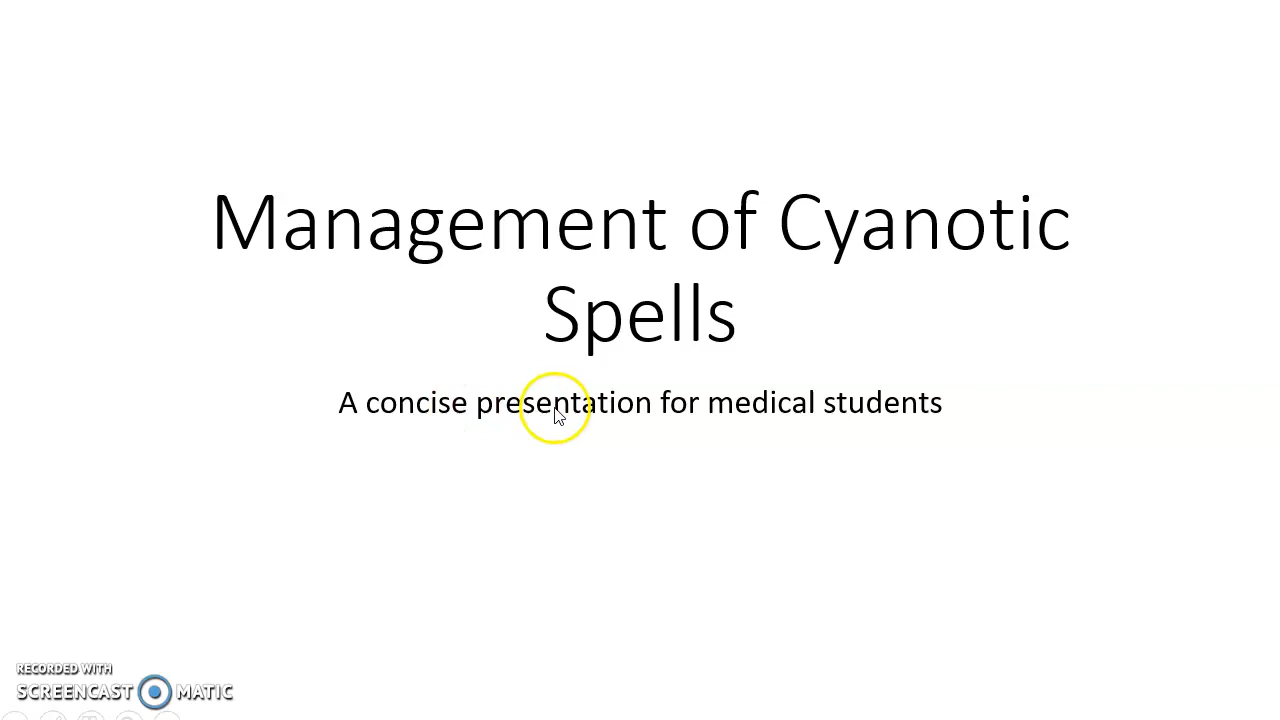 Management of Cyanotic
Spells
A concise presentation for medical students
RECORDED WITH
SCREENCAST MATIC